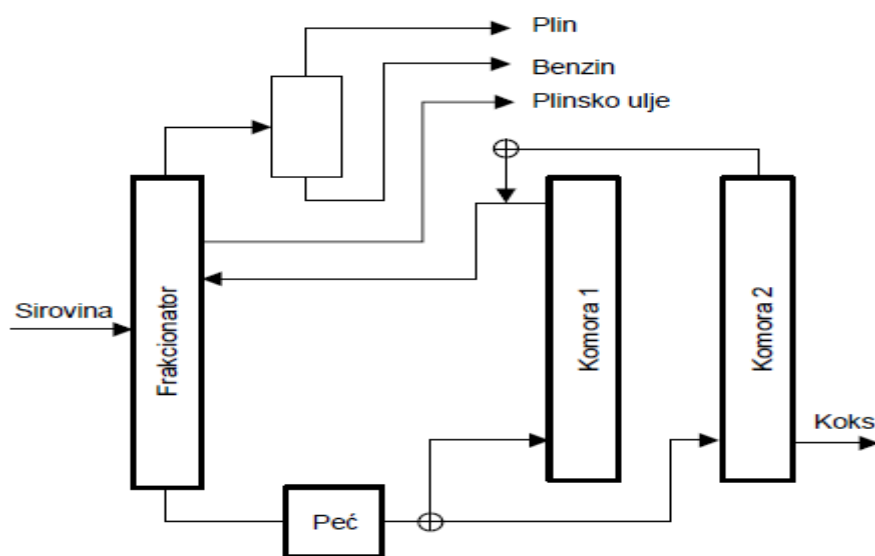 Plin
Benzin
Plinsko ulje
Sirovina
Frakcionator
Komora 1
Komora 2
Koks
Peć